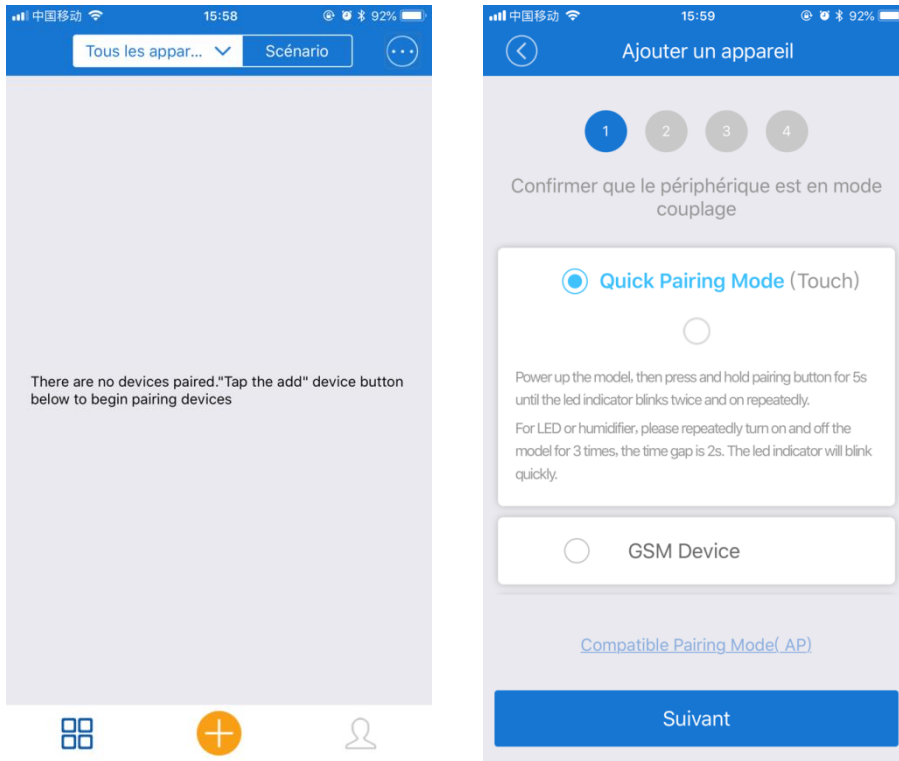 中国移动 15:58 92%
Tous les appar... Scénario
There are no devices paired."Tap the add" device button
below to begin pairing devices
中国移动 15:59 92%
Ajouter un appareil
1 2 3 4
Confirmer que le périphérique est en mode
couplage
Quick Pairing Mode (Touch)
Power up the model, then press and hold pairing button for 5s
until the led indicator blinks twice and on repeatedly.
For LED or humidifier, please repeatedly turn on and off the
model for 3 times, the time gap is 2s. The led indicator will blink
quickly.
GSM Device
Compatible Pairing Mode( AP)
Suivant